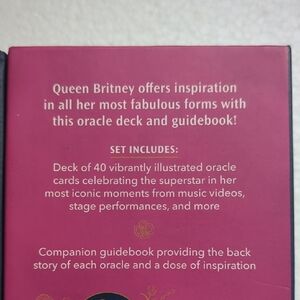 Queen Britney offers inspiration
in all her most fabulous forms with
this oracle deck and guidebook!
SET INCLUDES:
Deck of 40 vibrantly illustrated oracle
cards celebrating the superstar in her
most iconic moments from music videos,
stage performances, and more
Companion guidebook providing the back
story of each oracle and a dose of inspiration